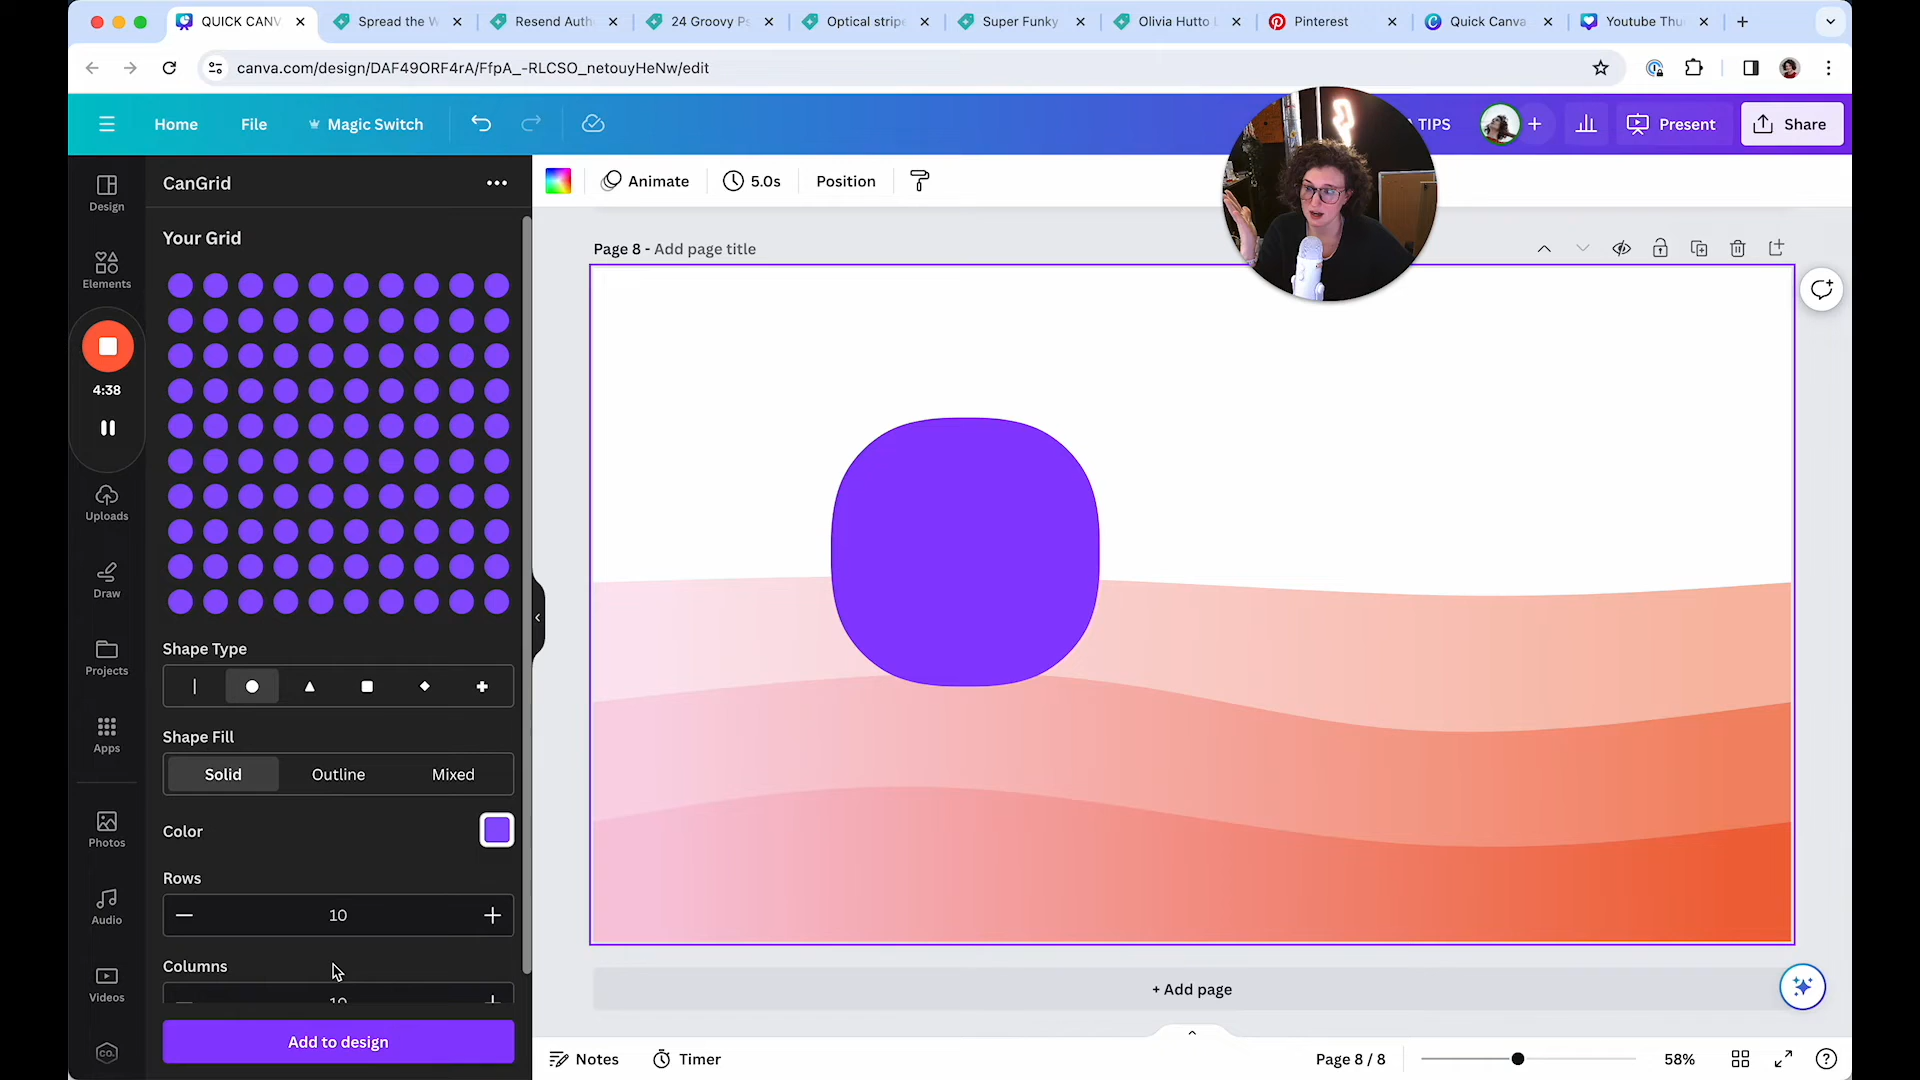 QUICK CANV
Spread the W
Resend Auth
24 Groovy Ps
Optical stripe
Super Funky
Olivia Hutto L
Pinterest
Quick Canva
Youtube Thu
canva.com/design/DAF49ORF4rA/FfpA_-RLCSO_netouyHeNw/edit
Home
File
Magic Switch
TIPS
Present
Share
CanGrid
Animate
5.0s
Position
Design
Elements
4:38
Uploads
Draw
Projects
Apps
Photos
Audio
Videos
co.
Your Grid
Shape Type
Shape Fill
Solid
Outline
Mixed
Color
Rows
10
Columns
10
Add to design
Page 8 - Add page title
+ Add page
Notes
Timer
Page 8 / 8
58%